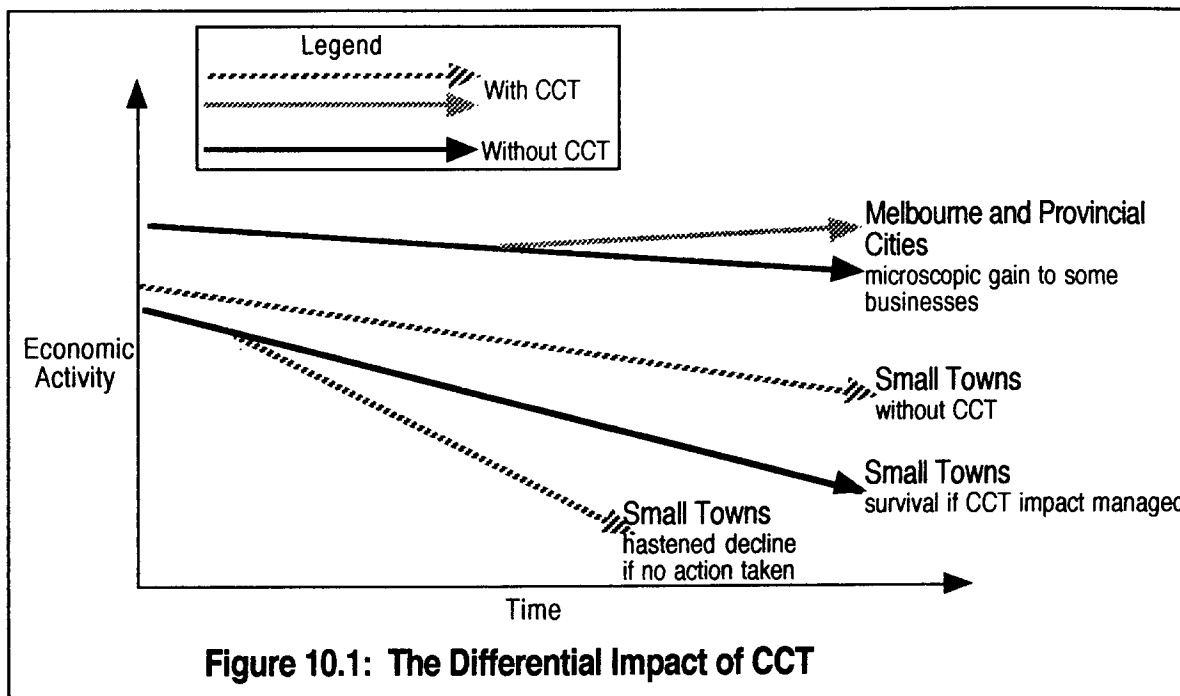 Legend
With CCT
Without CCT
Melbourne and Provincial
Cities
microscopic gain to some
businesses
Economic
Activity
Small Towns
without CCT
Small Towns
survival if CCT impact managed
Small Towns
hastened decline
if no action taken
Time
Figure 10.1: The Differential Impact of CCT